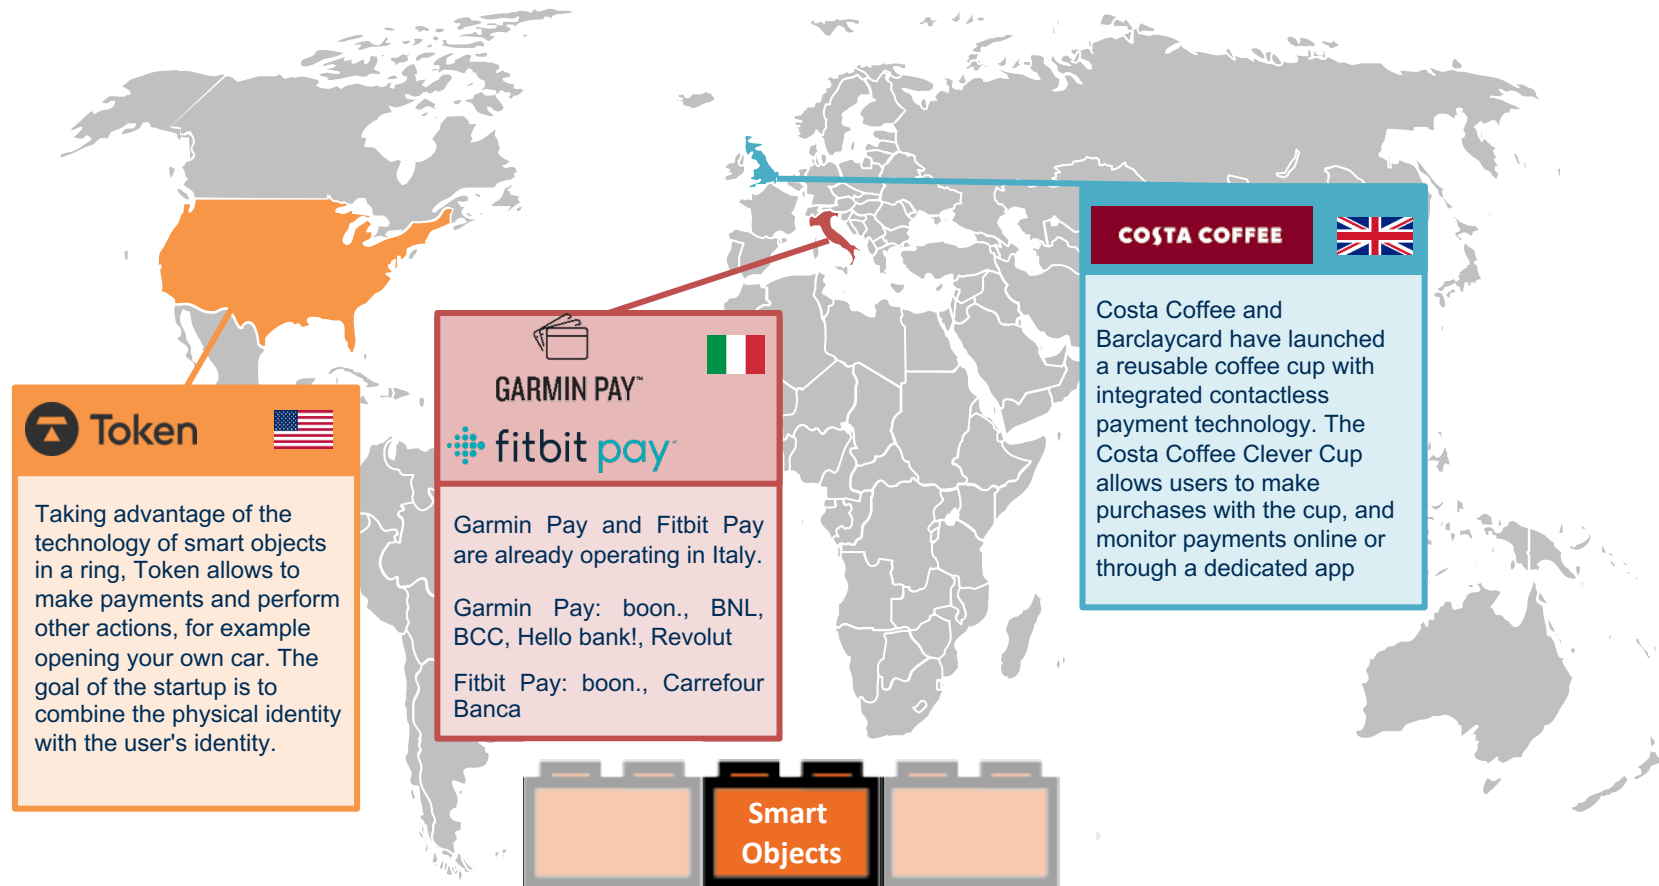 Token
Taking advantage of the
technology of smart objects
in a ring, Token allows to
make payments and perform
other actions, for example
opening your own car. The
goal of the startup is to
combine the physical identity
with the user's identity.
GARMIN PAY™
fitbit pay™
Garmin Pay and Fitbit Pay
are already operating in Italy.
Garmin Pay: boon., BNL,
BCC, Hello bank!, Revolut
Fitbit Pay: boon., Carrefour
Banca
COSTA COFFEE
Costa Coffee and
Barclaycard have launched
a reusable coffee cup with
integrated contactless
payment technology. The
Costa Coffee Clever Cup
allows users to make
purchases with the cup, and
monitor payments online or
through a dedicated app
Smart
Objects